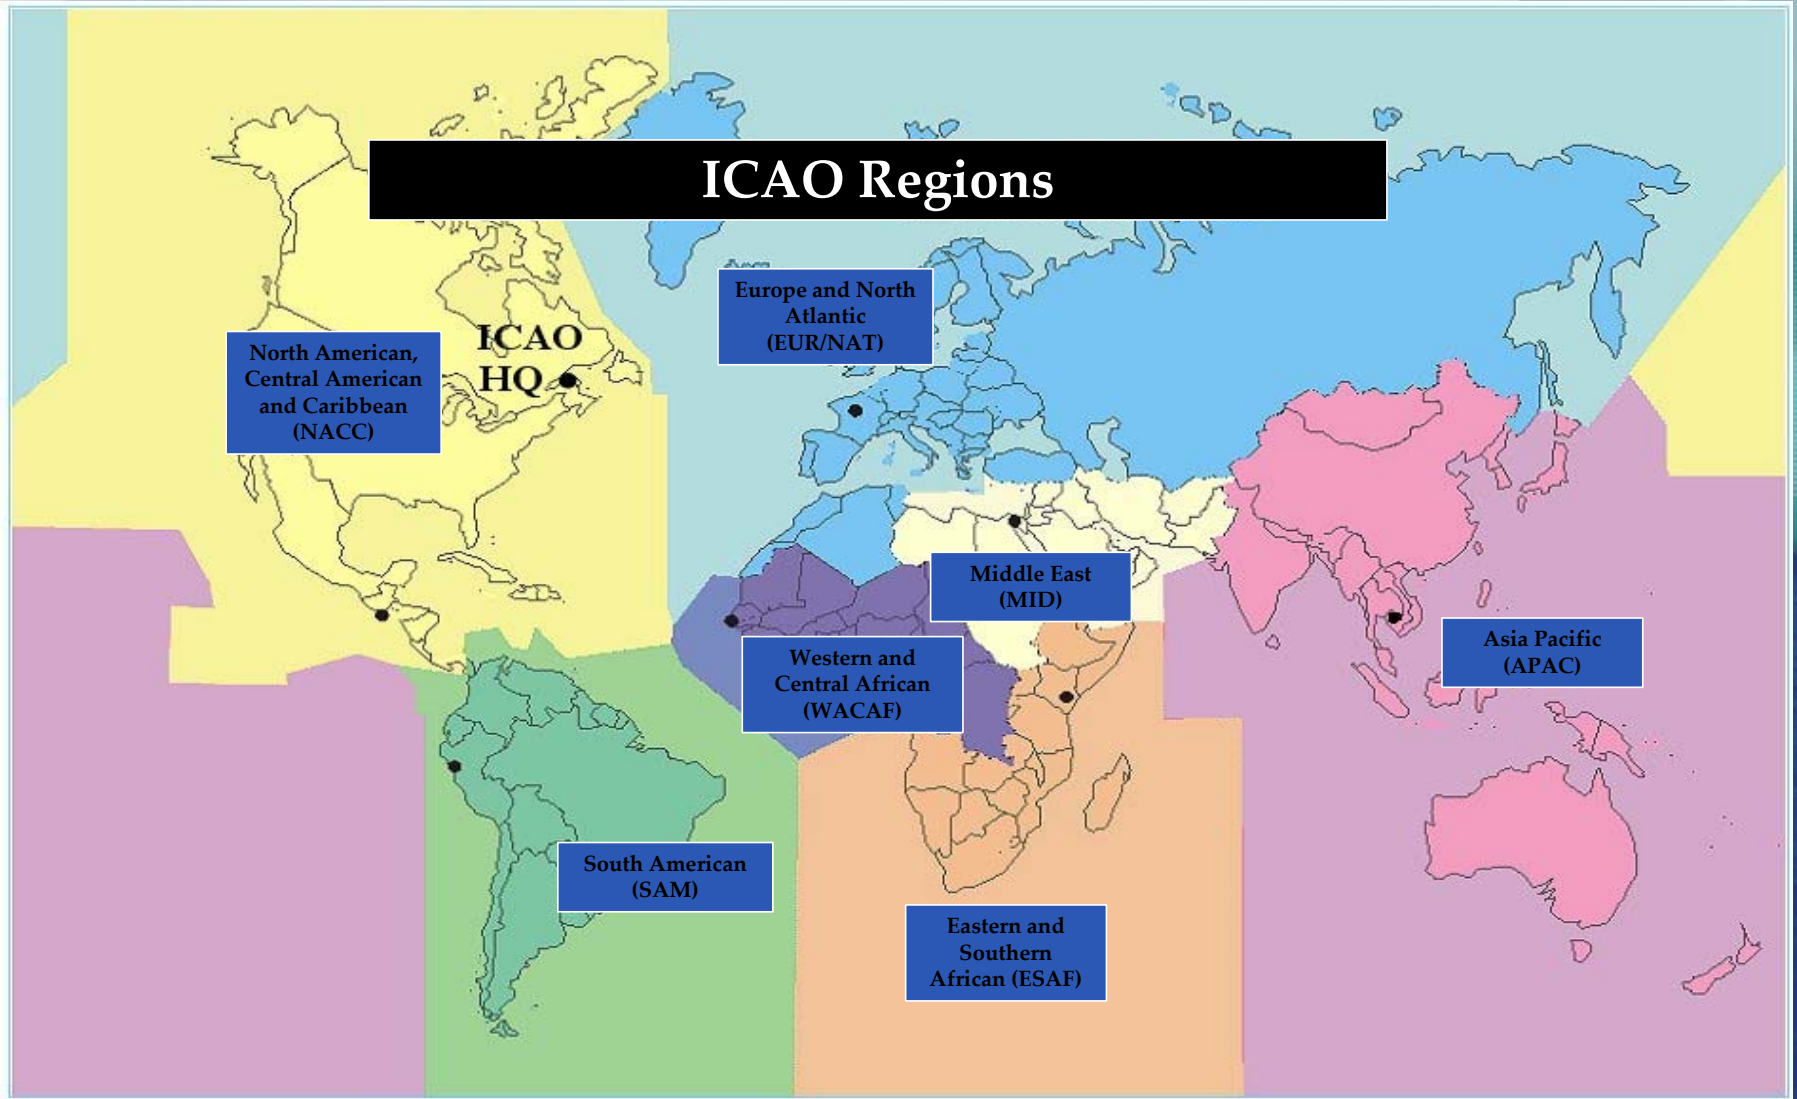 ICAO Regions
Europe and North
Atlantic
(EUR/NAT)
ICAO
HQ
North American,
Central American
and Caribbean
(NACC)
Middle East
(MID)
Western and
Central African
(WACAF)
Asia Pacific
(APAC)
South American
(SAM)
Eastern and
Southern
African (ESAF)